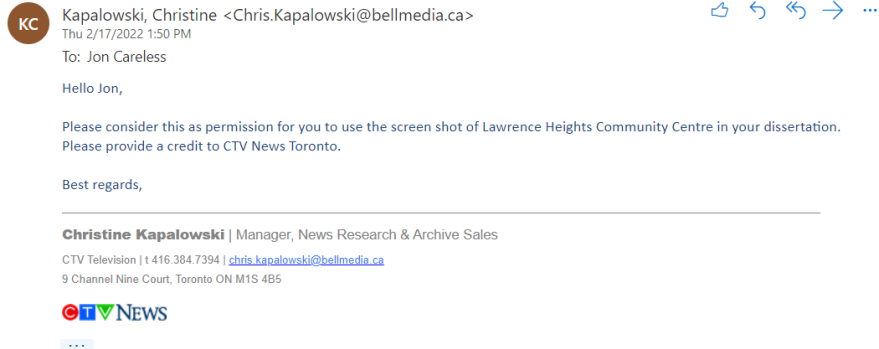 KC
Kapalowski, Christine <Chris.Kapalowski@bellmedia.ca>
Thu 2/17/2022 1:50 PM
To: Jon Careless
Hello Jon,
Please consider this as permission for you to use the screen shot of Lawrence Heights Community Centre in your dissertation.
Please provide a credit to CTV News Toronto.
Best regards,
Christine Kapalowski | Manager, News Research & Archive Sales
CTV Television | t 416.384.7394 | chris.kapalowski@bellmedia.ca
9 Channel Nine Court, Toronto ON M1S 4B5
CTV NEWS